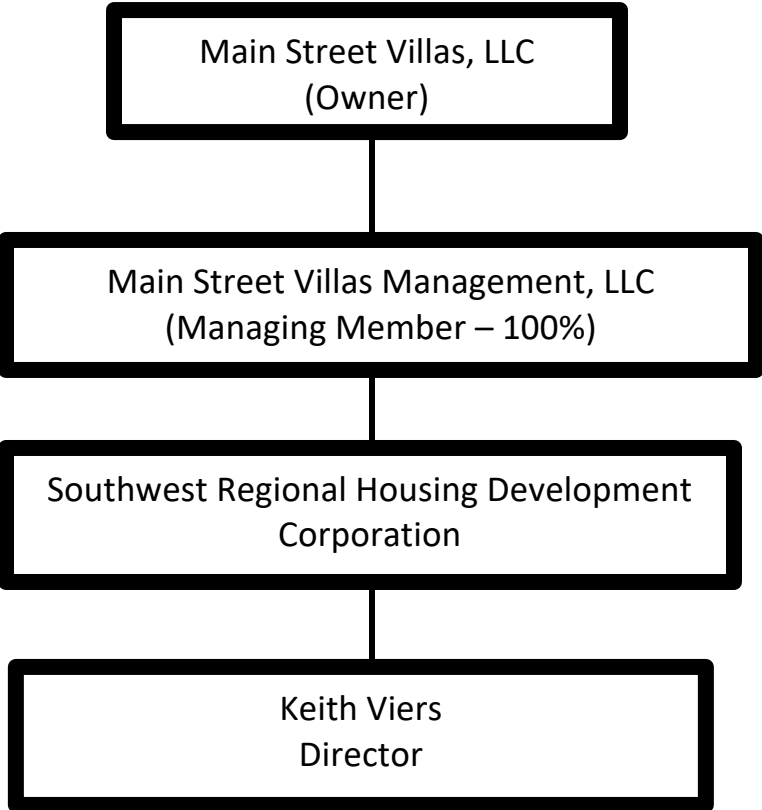 Main Street Villas, LLC
(Owner)
Main Street Villas Management, LLC
(Managing Member – 100%)
Southwest Regional Housing Development
Corporation
Keith Viers
Director